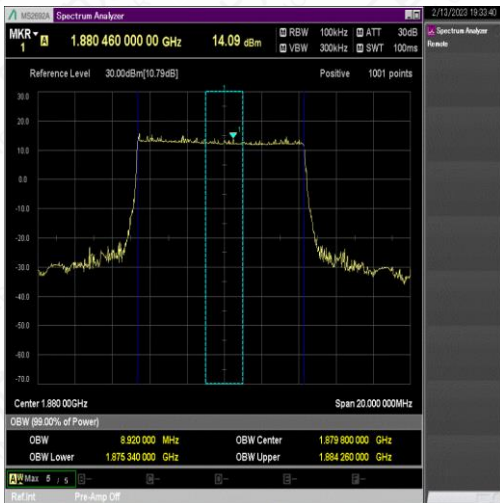 MS2692A Spectrum Analyzer
2/13/2023 19:33:40
MKR 1 A 1.880 460 000 00 GHz 14.09 dBm
M RBW 100kHz M ATT 30dB
M VBW 300kHz M SWT 100ms
Spectrum Analyzer
Remote
Reference Level 30.00dBm[10.79dB] Positive 1001 points
30.0
20.0
10.0
0.0
-10.0
-20.0
-30.0
-40.0
-50.0
-60.0
-70.0
1
Center 1.880 00GHz Span 20.000 000MHz
OBW (99.00% of Power)
OBW 8.920 000 MHz OBW Center 1.879 800 000 GHz
OBW Lower 1.875 340 000 GHz OBW Upper 1.884 260 000 GHz
A W Max 5 / 5
Ref.Int Pre-Amp Off